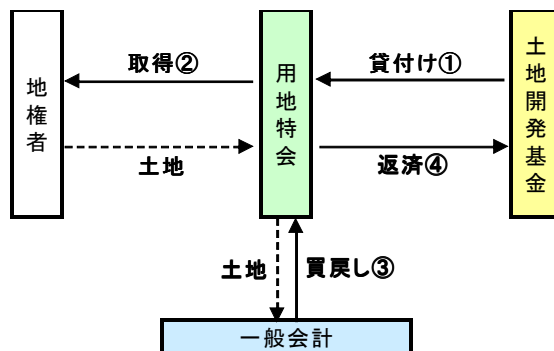 取得②
貸付け①
地権者
用地特会
土地開発基金
土地
返済④
土地
買戻し③
一般会計